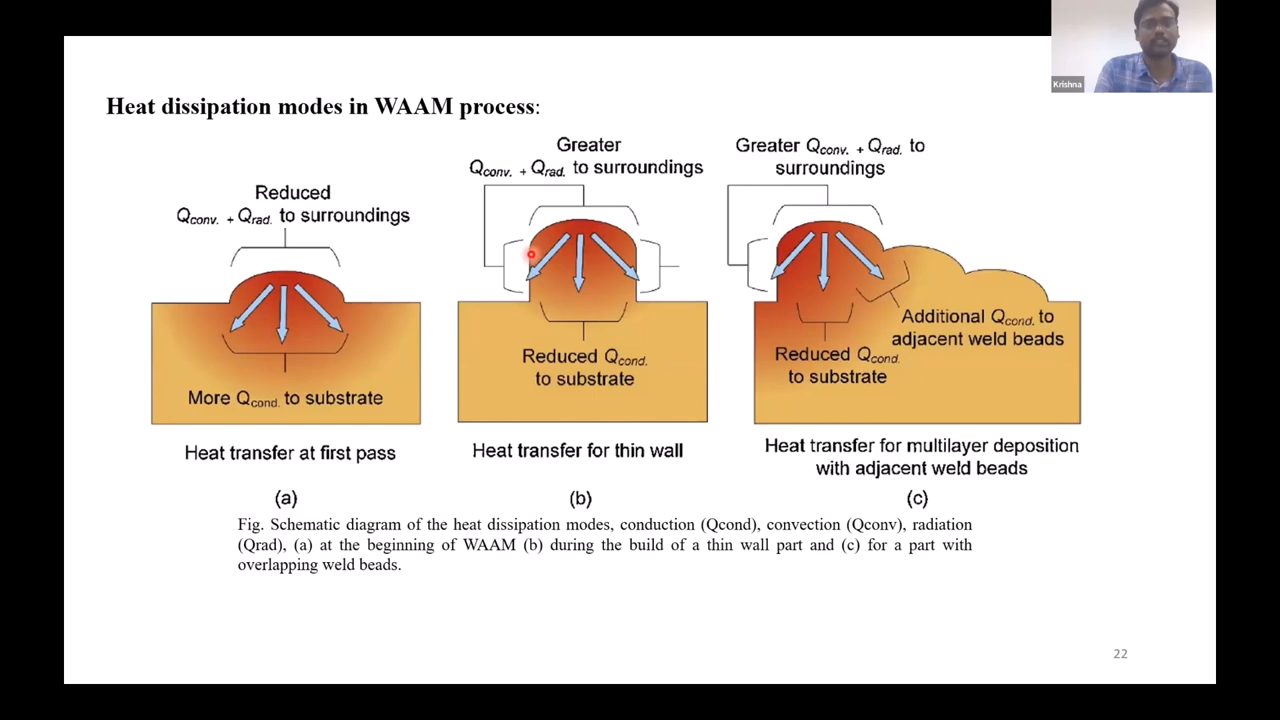 Krishna
Heat dissipation modes in WAAM process:
Reduced
Qconv. + Qrad. to surroundings
More Qcond. to substrate
Heat transfer at first pass
(a)
Greater
Qconv. + Qrad. to surroundings
Reduced Qcond.
to substrate
Heat transfer for thin wall
(b)
Greater Qconv. + Qrad. to
surroundings
Additional Qcond. to
adjacent weld beads
Reduced Qcond.
to substrate
Heat transfer for multilayer deposition
with adjacent weld beads
(c)
Fig. Schematic diagram of the heat dissipation modes, conduction (Qcond), convection (Qconv), radiation
(Qrad), (a) at the beginning of WAAM (b) during the build of a thin wall part and (c) for a part with
overlapping weld beads.
22